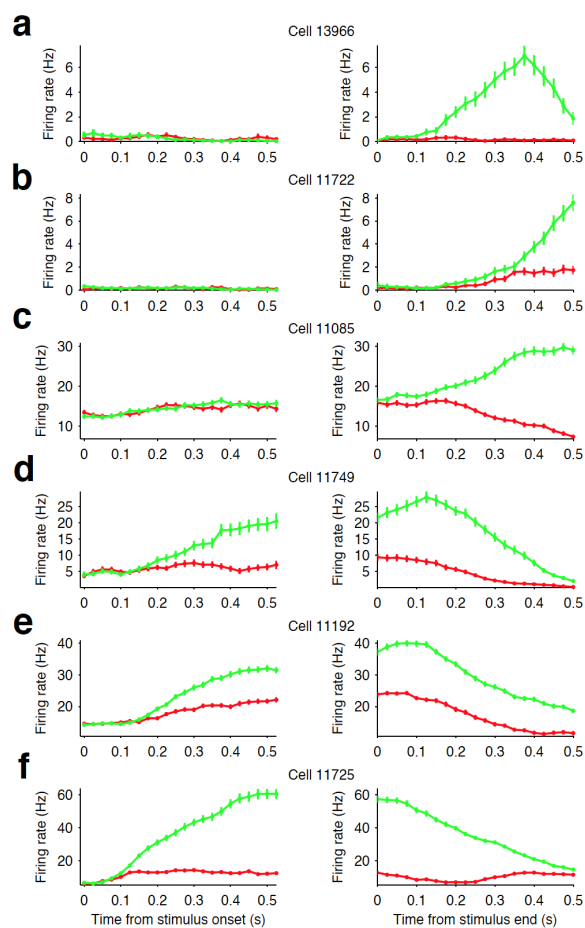 a
Cell 13966
Firing rate (Hz)
6
4
2
0
0 0.1 0.2 0.3 0.4 0.5
Firing rate (Hz)
6
4
2
0
0 0.1 0.2 0.3 0.4 0.5
b
Cell 11722
Firing rate (Hz)
8
6
4
2
0
0 0.1 0.2 0.3 0.4 0.5
Firing rate (Hz)
8
6
4
2
0
0 0.1 0.2 0.3 0.4 0.5
c
Cell 11085
Firing rate (Hz)
30
20
10
0 0.1 0.2 0.3 0.4 0.5
Firing rate (Hz)
30
20
10
0 0.1 0.2 0.3 0.4 0.5
d
Cell 11749
Firing rate (Hz)
25
20
15
10
5
0 0.1 0.2 0.3 0.4 0.5
Firing rate (Hz)
25
20
15
10
5
0 0.1 0.2 0.3 0.4 0.5
e
Cell 11192
Firing rate (Hz)
40
30
20
0 0.1 0.2 0.3 0.4 0.5
Firing rate (Hz)
40
30
20
0 0.1 0.2 0.3 0.4 0.5
f
Cell 11725
Firing rate (Hz)
60
40
20
0 0.1 0.2 0.3 0.4 0.5
Time from stimulus onset (s)
Firing rate (Hz)
60
40
20
0 0.1 0.2 0.3 0.4 0.5
Time from stimulus end (s)